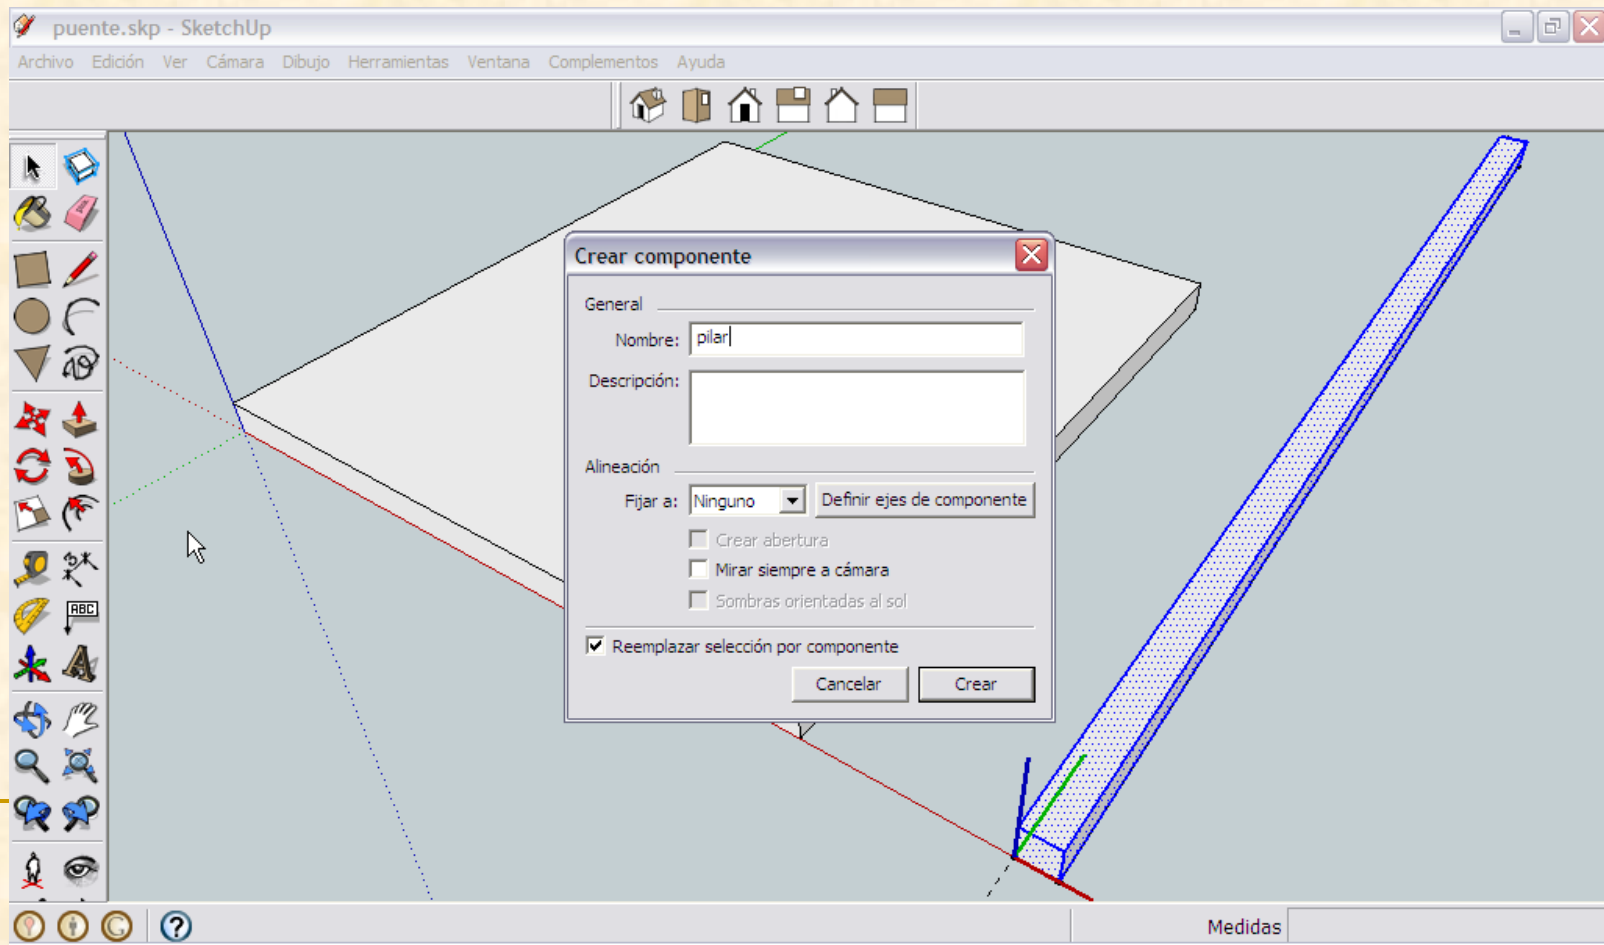 puente.skp - SketchUp
Archivo Edición Ver Cámara Dibujo Herramientas Ventana Complementos Ayuda
Crear componente
General
Nombre: pilar
Descripción:
Alineación
Fijar a: Ninguno Definir ejes de componente
Crear abertura
Mirar siempre a cámara
Sombras orientadas al sol
Reemplazar selección por componente
Cancelar Crear
ABC
A
Medidas